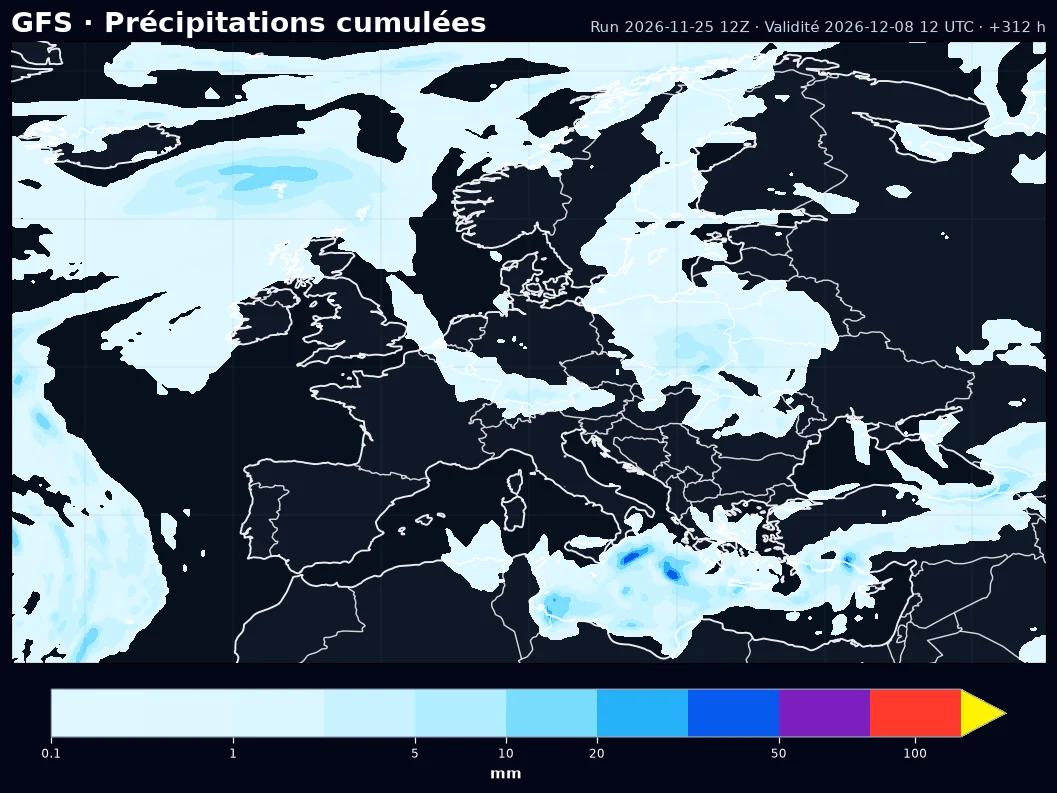 GFS · Précipitations cumulées
Run 2026-11-25 12Z · Validité 2026-12-08 12 UTC · +312 h
0.1 1 5 10 20 50 100
mm